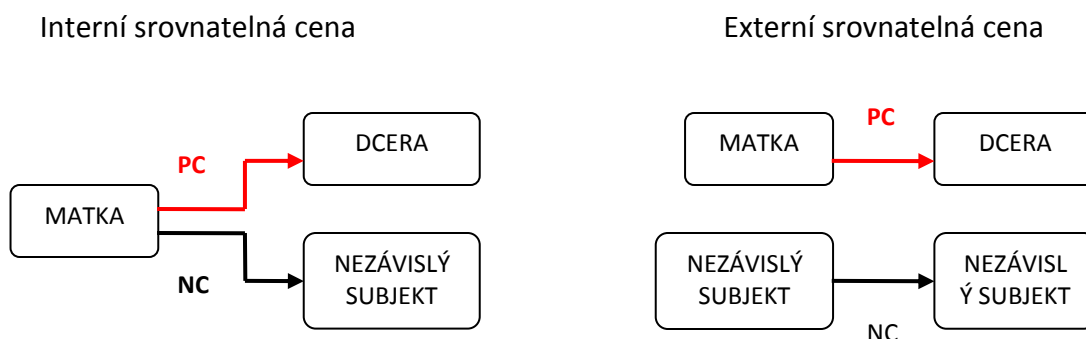 Interní srovnatelná cena
PC
DCERA
MATKA
NC
NEZÁVISLÝ
SUBJEKT
Externí srovnatelná cena
PC
MATKA
DCERA
NEZÁVISLÝ
SUBJEKT
NEZÁVISL
Ý SUBJEKT
NC